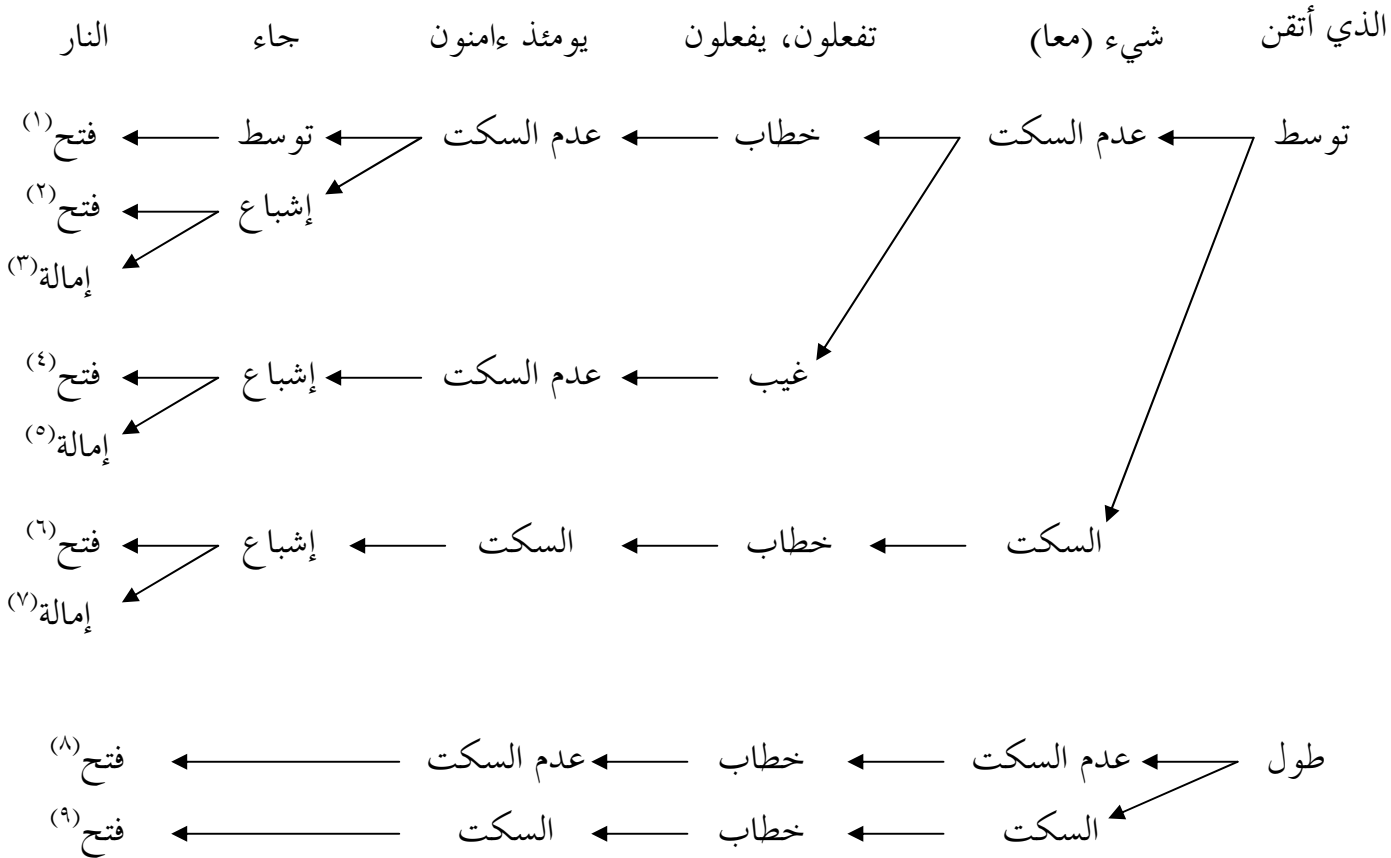 الذي أتقن شيء (معا) تفعلون، يفعلون يومئذ ءامنون جاء النار
توسط عدم السكت خطاب عدم السكت توسط فتح(١)
إشباع فتح(٢)
إمالة(٣)
غيب عدم السكت إشباع فتح(٤)
إمالة(٥)
السكت خطاب السكت إشباع فتح(٦)
إمالة(٧)
طول عدم السكت خطاب عدم السكت فتح(٨)
السكت خطاب السكت فتح(٩)